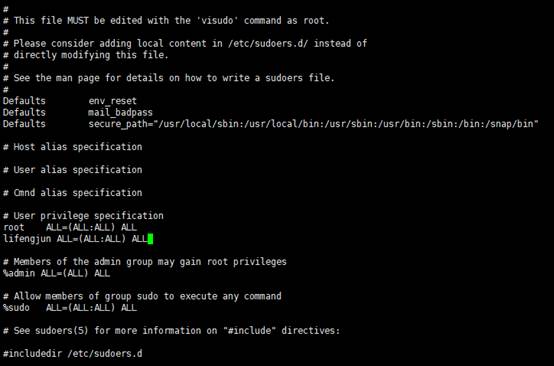 #
# This file MUST be edited with the 'visudo' command as root.
#
# Please consider adding local content in /etc/sudoers.d/ instead of
# directly modifying this file.
#
# See the man page for details on how to write a sudoers file.
#
Defaults        env_reset
Defaults        mail_badpass
Defaults        secure_path="/usr/local/sbin:/usr/local/bin:/usr/sbin:/usr/bin:/sbin:/bin:/snap/bin"

# Host alias specification

# User alias specification

# Cmnd alias specification

# User privilege specification
root    ALL=(ALL:ALL) ALL
lifengjun ALL=(ALL:ALL) ALL

# Members of the admin group may gain root privileges
%admin ALL=(ALL) ALL

# Allow members of group sudo to execute any command
%sudo   ALL=(ALL:ALL) ALL

# See sudoers(5) for more information on "#include" directives:

#includedir /etc/sudoers.d